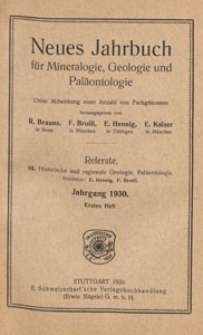 Neues Jahrbuch
für Mineralogie, Geologie und
Paläontologie
Unter Mitwirkung einer Anzahl von Fachgenossen
herausgegeben von
R. Brauns, F. Broili, E. Hennig, E. Kaiser
in Bonn in München in Tübingen in München
Referate.
III. Historische und regionale Geologie, Paläontologie.
Redaktion: E. Hennig, F. Broili.
Jahrgang 1930.
Erstes Heft
STUTTGART 1930
E. Schweizerbart'sche Verlagsbuchhandlung
(Erwin Nägele) G. m. b. H.